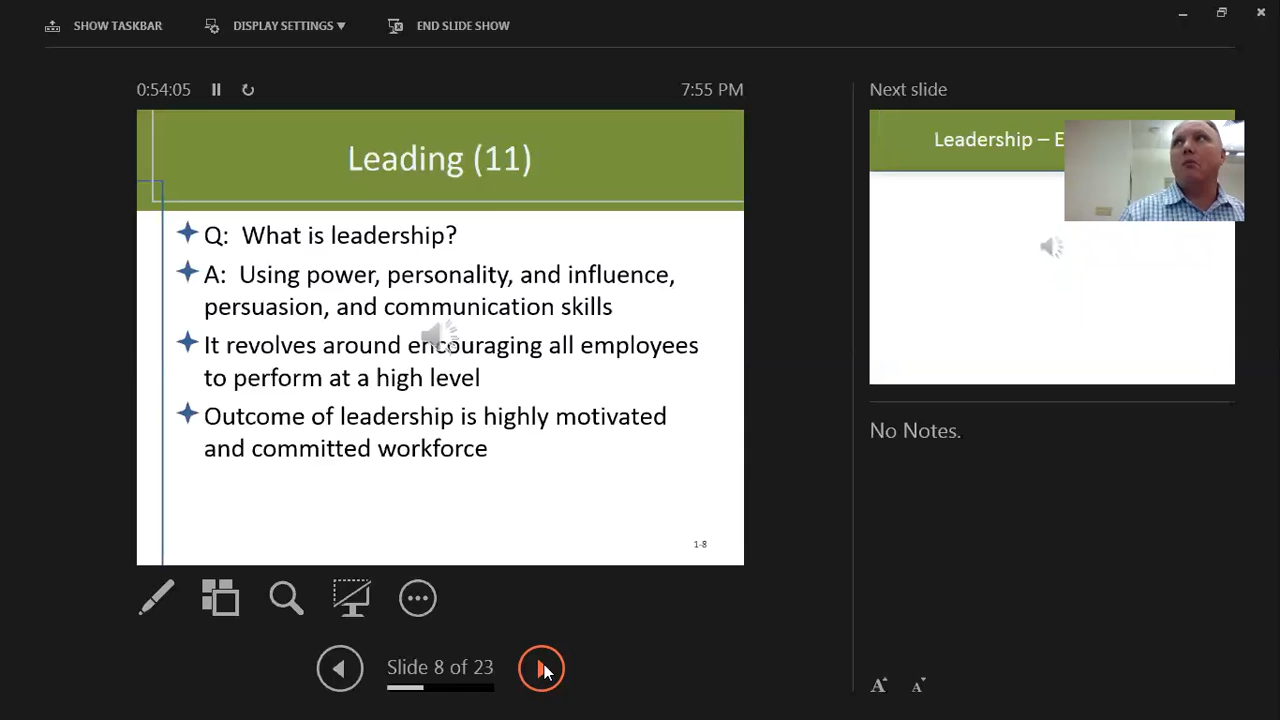 SHOW TASKBAR
DISPLAY SETTINGS ▼
END SLIDE SHOW
0:54:05
7:55 PM
Next slide
Leading (11)
Leadership – E
Q: What is leadership?
A: Using power, personality, and influence,
persuasion, and communication skills
It revolves around encouraging all employees
to perform at a high level
Outcome of leadership is highly motivated
and committed workforce
1-8
No Notes.
Slide 8 of 23
A A